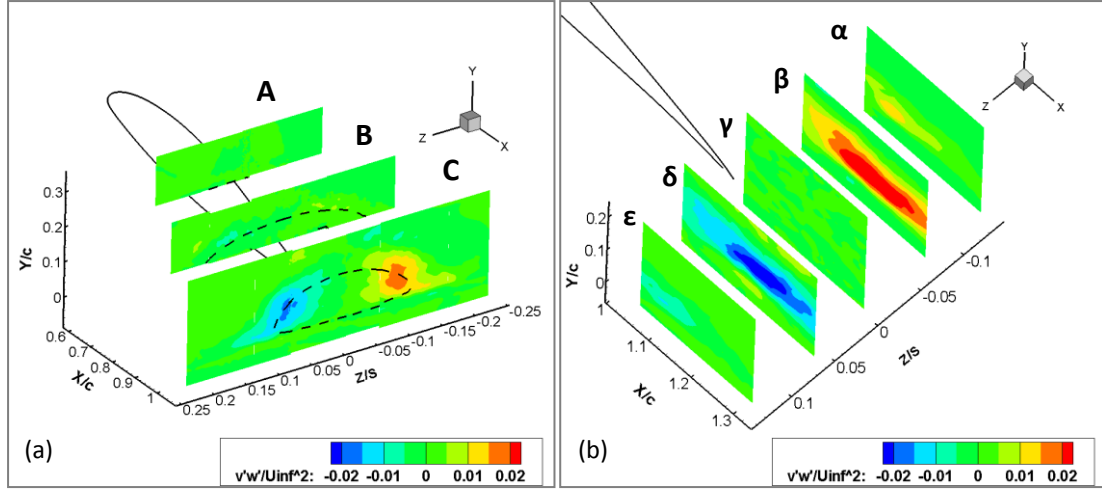 A
B
C
Y
Z
X
Y/c
0.3
0.2
0.1
0
0.6
0.7
0.8
0.9
1
X/c
0.25
0.2
0.15
0.1
0.05
0
-0.05
-0.1
-0.15
-0.2
-0.25
Z/S
(a)
v'w'/Uinf^2: -0.02 -0.01 0 0.01 0.02
α
β
γ
δ
ε
Y
Z
X
Y/c
0.2
0.1
0
1
1.1
1.2
1.3
X/c
0.1
0.05
0
-0.05
-0.1
Z/S
(b)
v'w'/Uinf^2: -0.02 -0.01 0 0.01 0.02